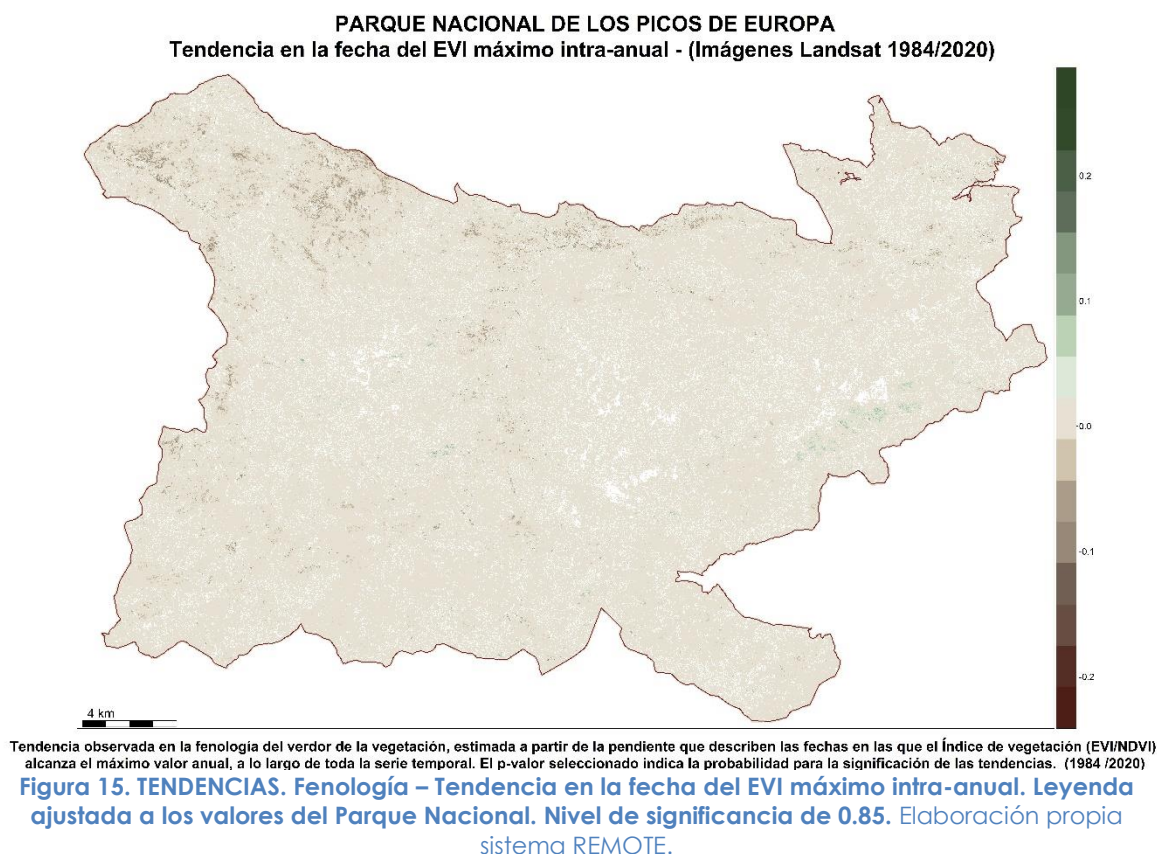 PARQUE NACIONAL DE LOS PICOS DE EUROPA
Tendencia en la fecha del EVI máximo intra-anual - (Imágenes Landsat 1984/2020)
0.2
0.1
0.0
-0.1
-0.2
4 km
Tendencia observada en la fenología del verdor de la vegetación, estimada a partir de la pendiente que describen las fechas en las que el Índice de vegetación (EVI/NDVI)
alcanza el máximo valor anual, a lo largo de toda la serie temporal. El p-valor seleccionado indica la probabilidad para la significación de las tendencias. (1984 /2020)
Figura 15. TENDENCIAS. Fenología – Tendencia en la fecha del EVI máximo intra-anual. Leyenda
ajustada a los valores del Parque Nacional. Nivel de significancia de 0.85. Elaboración propia
sistema REMOTE.